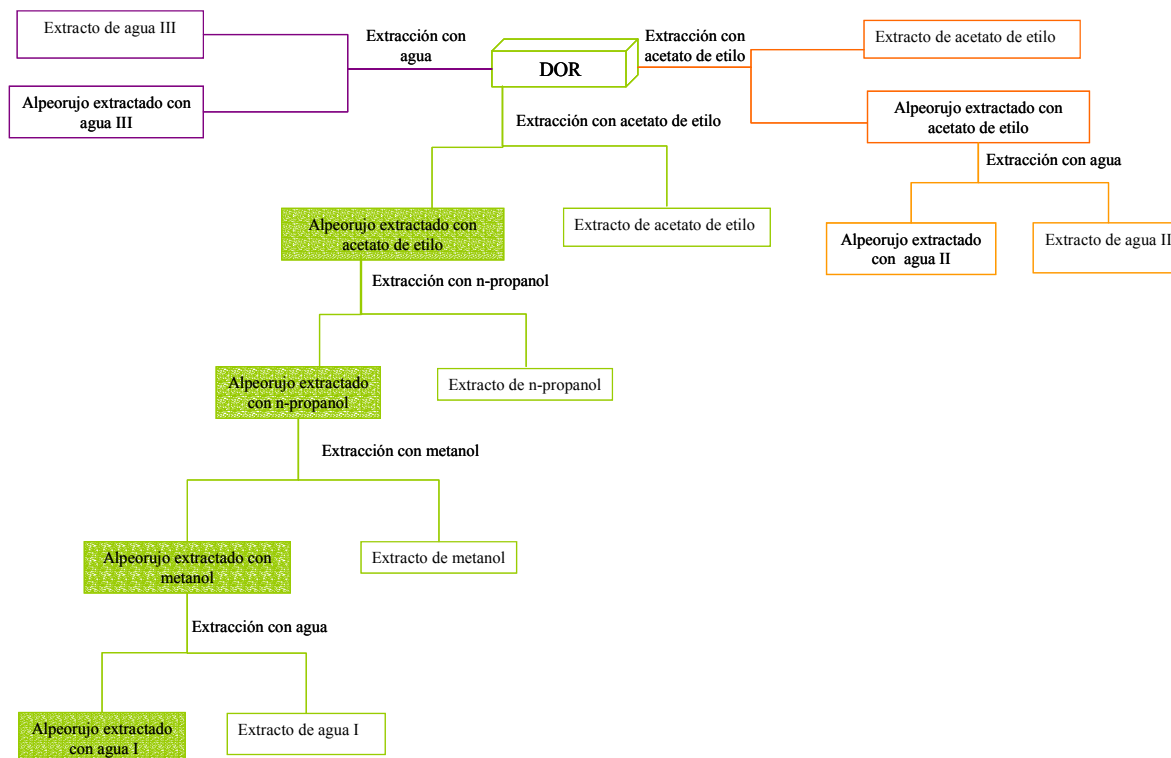 Extracto de agua III
Extracción con
agua
DOR
Extracción con
acetato de etilo
Extracto de acetato de etilo
Alpeorujo extractado con
agua III
Alpeorujo extractado con
acetato de etilo
Extracción con acetato de etilo
Extracción con agua
Alpeorujo extractado con
acetato de etilo
Extracto de acetato de etilo
Alpeorujo extractado
con agua II
Extracto de agua II
Extracción con n-propanol
Alpeorujo extractado
con n-propanol
Extracto de n-propanol
Extracción con metanol
Alpeorujo extractado con
metanol
Extracto de metanol
Extracción con agua
Alpeorujo extractado
con agua I
Extracto de agua I